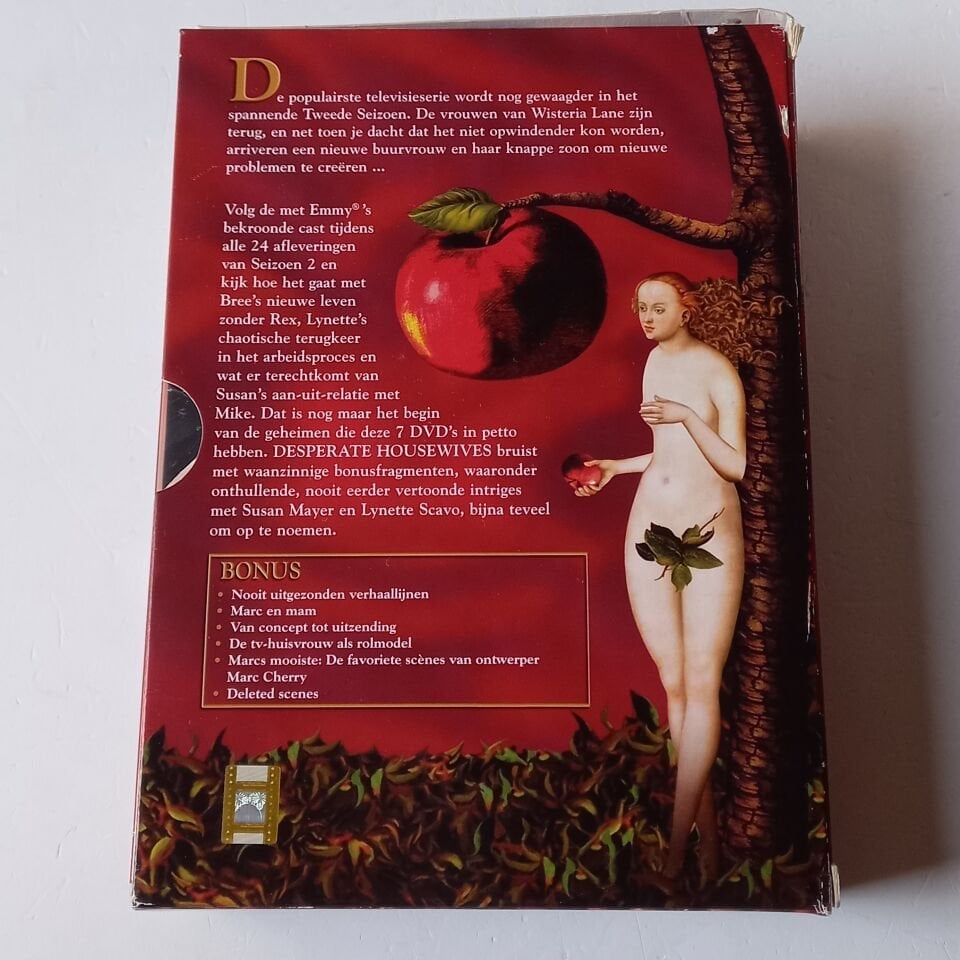 De populairste televisieserie wordt nog gewaagder in het
spannende Tweede Seizoen. De vrouwen van Wisteria Lane zijn
terug, en net toen je dacht dat het niet opwindender kon worden,
arriveren een nieuwe buurvrouw en haar knappe zoon om nieuwe
problemen te creëren ...
Volg de met Emmy®'s
bekroonde cast tijdens
alle 24 afleveringen
van Seizoen 2 en
kijk hoe het gaat met
Bree's nieuwe leven
zonder Rex, Lynette's
chaotische terugkeer
in het arbeidsproces en
wat er terechtkomt van
Susan's aan-uit-relatie met
Mike. Dat is nog maar het begin
van de geheimen die deze 7 DVD's in petto
hebben. DESPERATE HOUSEWIVES bruist
met waanzinnige bonusfragmenten, waaronder
onthullende, nooit eerder vertoonde intriges
met Susan Mayer en Lynette Scavo, bijna teveel
om op te noemen.
BONUS
• Nooit uitgezonden verhaallijnen
• Marc en mam
• Van concept tot uitzending
• De tv-huisvrouw als rolmodel
• Marcs mooiste: De favoriete scènes van ontwerper
Marc Cherry
• Deleted scenes